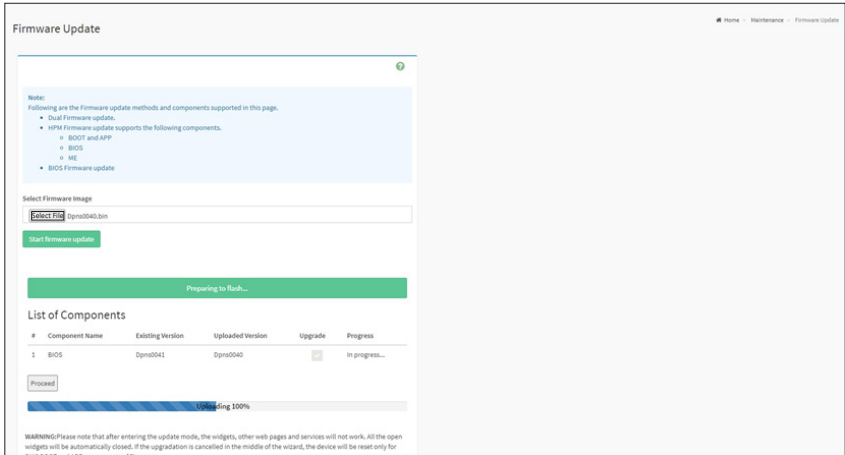 Home > Maintenance > Firmware Update
Firmware Update
Note:
Following are the Firmware update methods and components supported in this page.
Dual Firmware update.
HPM Firmware update supports the following components.
BOOT and APP
BIOS
ME
BIOS Firmware update
Select Firmware Image
Select File Dpns0040.bin
Start firmware update
Preparing to flash...
List of Components
# Component Name Existing Version Uploaded Version Upgrade Progress
1 BIOS Dpns0041 Dpns0040 In progress...
Proceed
Uploading 100%
WARNING:Please note that after entering the update mode, the widgets, other web pages and services will not work. All the open
widgets will be automatically closed. If the upgradation is cancelled in the middle of the wizard, the device will be reset only for